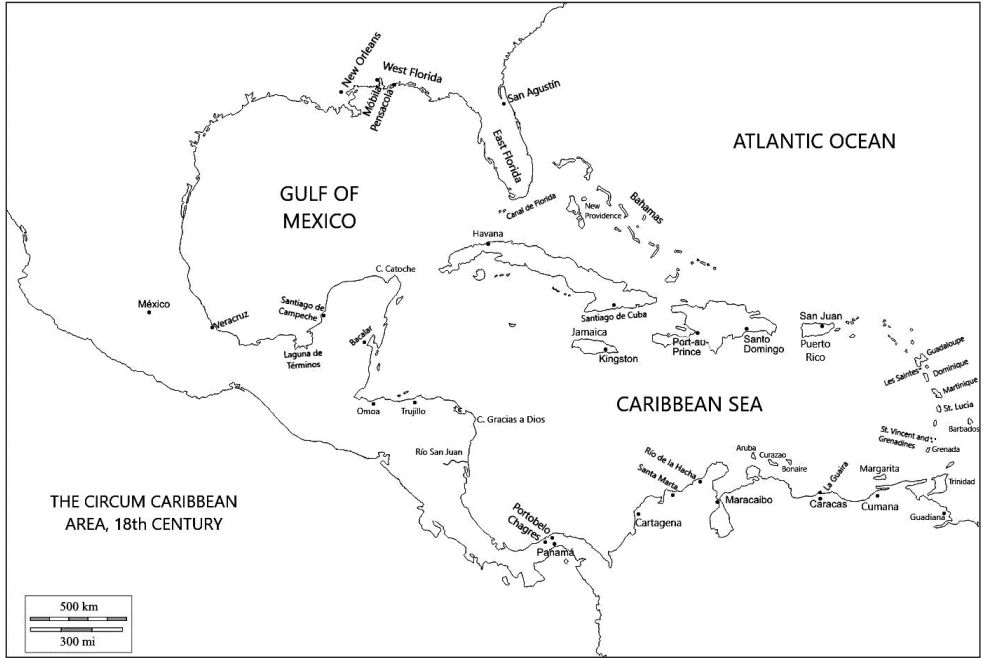 New Orleans
West Florida
Mobila
Pensacola
San Agustín
East Florida
ATLANTIC OCEAN
GULF OF
MEXICO
Canal de Florida
New
Providence
Bahamas
Havana
C. Catoche
México
Veracruz
Santiago de
Campeche
Bacalar
Laguna de
Términos
Santiago de Cuba
Jamaica
Kingston
Port-au-
Prince
Santo
Domingo
San Juan
Puerto
Rico
Guadaloupe
Les Saintes
Dominique
Martinique
St. Lucia
Barbados
St. Vincent and
Grenadines
Grenada
Omoa
Trujillo
C. Gracias a Dios
CARIBBEAN SEA
Río San Juan
Río de la Hacha
Santa Marta
Aruba
Curazao
Bonaire
La Guaira
Margarita
Trinidad
Maracaibo
Caracas
Cumana
Guadiana
Cartagena
Portobelo
Chagres
Panamá
THE CIRCUM CARIBBEAN
AREA, 18th CENTURY
500 km
300 mi